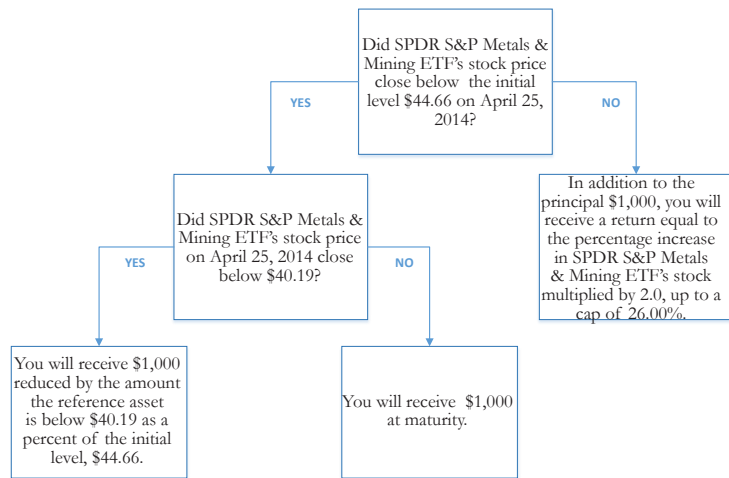 Did SPDR S&P Metals &
Mining ETF's stock price
close below the initial
level $44.66 on April 25,
2014?
YES
NO
Did SPDR S&P Metals &
Mining ETF's stock price
on April 25, 2014 close
below $40.19?
In addition to the
principal $1,000, you will
receive a return equal to
the percentage increase
in SPDR S&P Metals
& Mining ETF's stock
multiplied by 2.0, up to a
cap of 26.00%.
YES
NO
You will receive $1,000
reduced by the amount
the reference asset
is below $40.19 as a
percent of the initial
level, $44.66.
You will receive $1,000
at maturity.